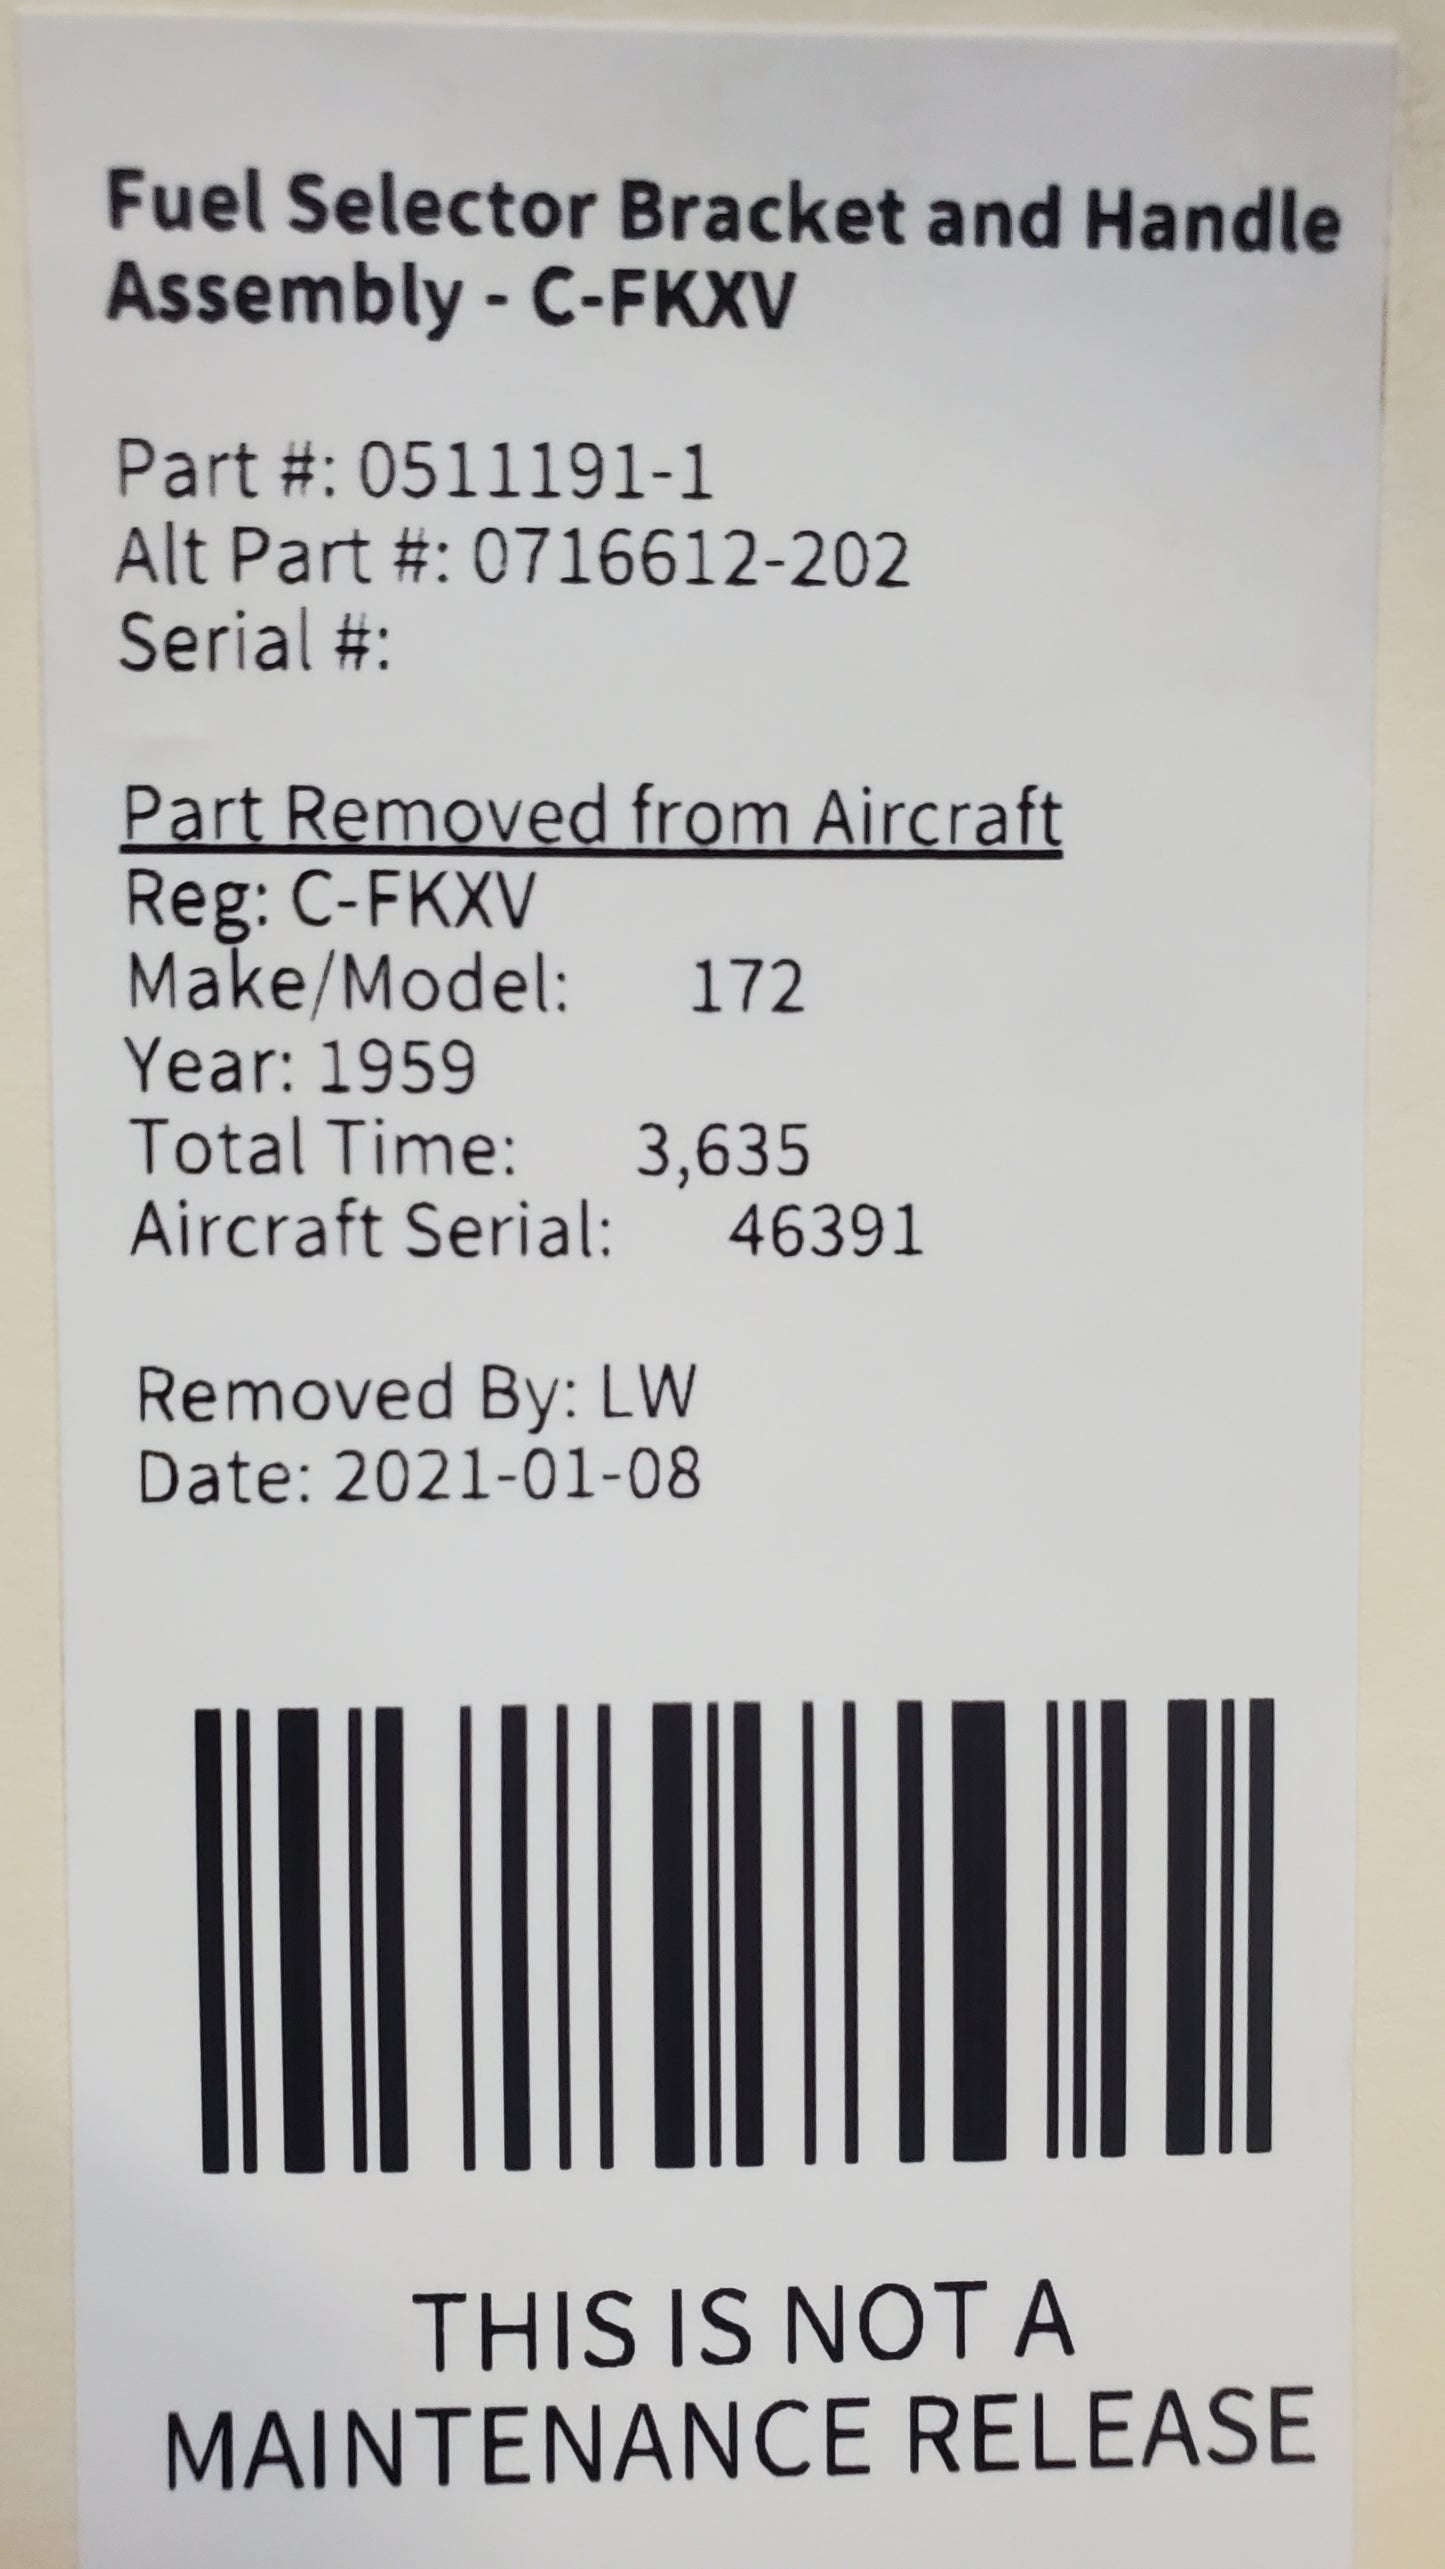 Fuel Selector Bracket and Handle
Assembly - C-FKXV
Part #: 0511191-1
Alt Part #: 0716612-202
Serial #:
Part Removed from Aircraft
Reg: C-FKXV
Make/Model: 172
Year: 1959
Total Time: 3,635
Aircraft Serial: 46391
Removed By: LW
Date: 2021-01-08
THIS IS NOT A
MAINTENANCE RELEASE